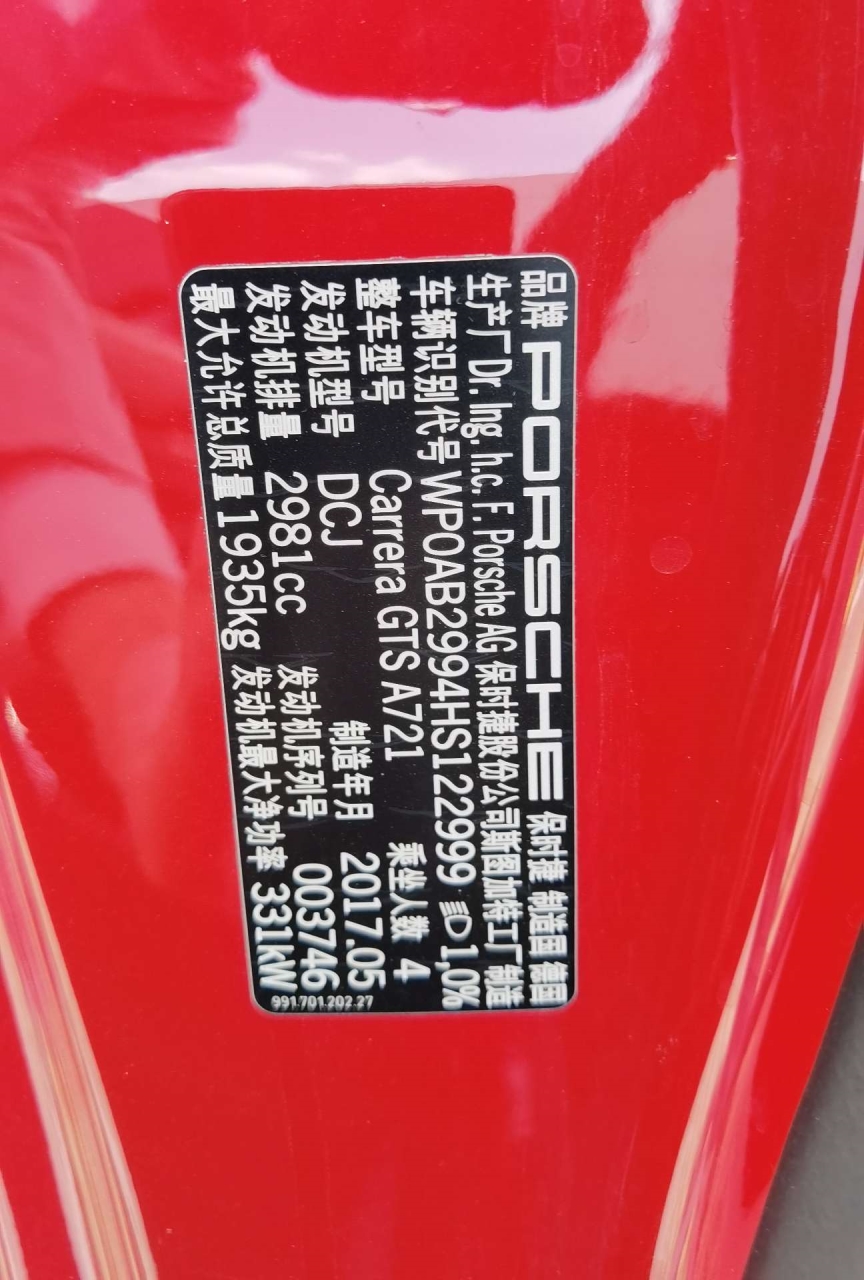 品牌 PORSCHE 保时捷 制造国 德国
生产厂 Dr. Ing. h.c. F. Porsche AG 保时捷股份公司斯图加特工厂 制造
车辆识别代号 WP0AB2994HS122999 1,0%
整车型号 Carrera GTS A721 乘坐人数 4
发动机型号 DCJ 制造年月 2017.05
发动机排量 2981cc 发动机序列号 003746
最大允许总质量 1935kg 发动机最大净功率 331kW
991.701.202.27